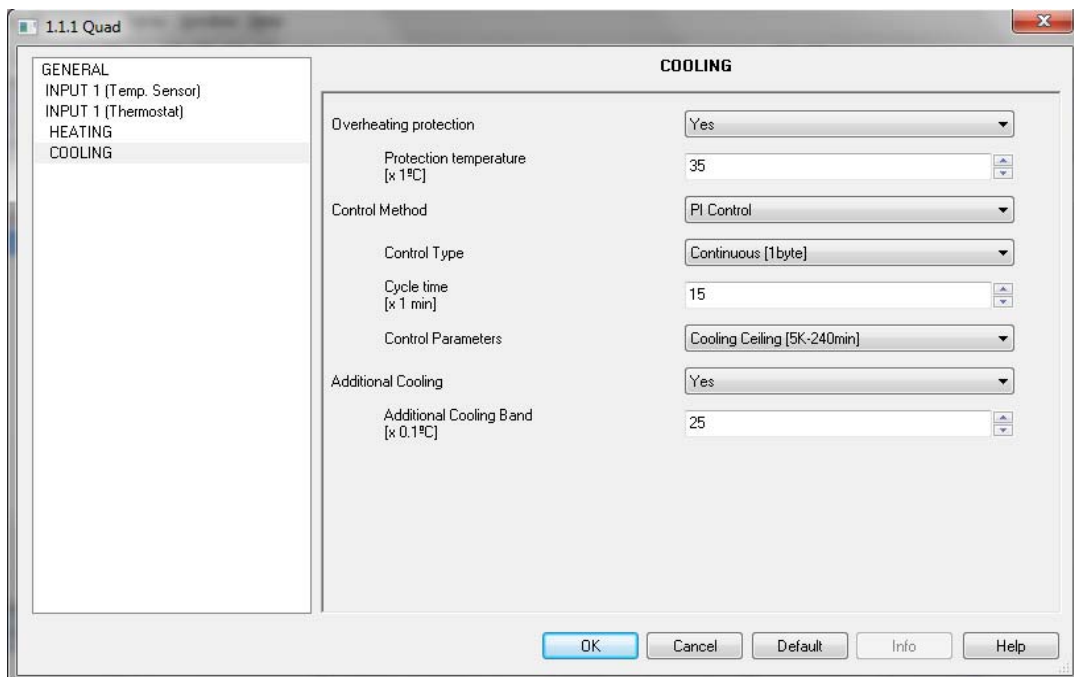 1.1.1 Quad
GENERAL
INPUT 1 (Temp. Sensor)
INPUT 1 (Thermostat)
HEATING
COOLING
COOLING
Overheating protection
Yes
Protection temperature
[x 1ºC]
35
Control Method
PI Control
Control Type
Continuous [1byte]
Cycle time
[x 1 min]
15
Control Parameters
Cooling Ceiling [5K-240min]
Additional Cooling
Yes
Additional Cooling Band
[x 0.1ºC]
25
OK
Cancel
Default
Info
Help